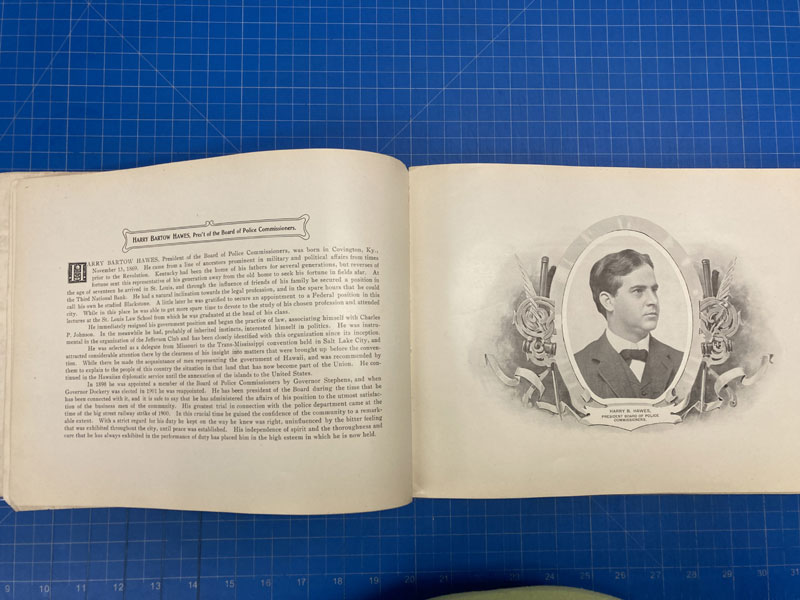 HARRY BARTOW HAWES, Pres't of the Board of Police Commissioners.
HARRY BARTOW HAWES, President of the Board of Police Commissioners, was born in Covington, Ky.,
November 15, 1869. He came from a line of ancestors prominent in military and political affairs from times
prior to the Revolution. Kentucky had been the home of his fathers for several generations, but reverses of
fortune sent this representative of his generation away from the old home to seek his fortune in fields afar. At
the age of seventeen he arrived in St. Louis, and through the influence of friends of his family he secured a position in
the Third National Bank. He had a natural inclination towards the legal profession, and in the spare hours that he could
call his own he studied Blackstone. A little later he was gratified to secure an appointment to a Federal position in this
city. While in this place he was able to get more spare time to devote to the study of his chosen profession, and attended
lectures at the St. Louis Law School from which he was graduated at the head of his class.
He immediately resigned his government position and began the practice of law, associating himself with Charles
P. Johnson. In the meanwhile he had, probably of inherited instincts, interested himself in politics. He was instru-
mental in the organization of the Jefferson Club and has been closely identified with this organization since its inception.
He was selected as a delegate from Missouri to the Trans-Mississippi convention held in Salt Lake City, and
attracted considerable attention there by the clearness of his insight into matters that were brought up before the conven-
tion. While there he made the acquaintance of men representing the government of Hawaii, and was recommended by
them to explain to the people of this country the situation in that land that has now become part of the Union. He con-
tinued in the Hawaiian diplomatic service until the annexation of the islands to the United States.
In 1898 he was appointed a member of the Board of Police Commissioners by Governor Stephens, and when
Governor Dockery was elected in 1901 he was reappointed. He has been president of the Board during the time that he
has been connected with it, and it is safe to say that he has administered the affairs of his position to the utmost satisfac-
tion of the business men of the community. His greatest trial in connection with the police department came at the
time of the big street railway strike of 1900. In this crucial time he gained the confidence of the community to a remark-
able extent. With a strict regard for his duty he kept on the way he knew was right, uninfluenced by the bitter feeling
that was exhibited throughout the city, until peace was established. His independence of spirit and the thoroughness and
care that he has always exhibited in the performance of duty has placed him in the high esteem in which he is now held.
HARRY B. HAWES,
PRESIDENT BOARD OF POLICE
COMMISSIONERS.
9 10 11 12 13 14 15 16 17 18 19 20 21 22 23 24 25 26 27 28 29 30 31